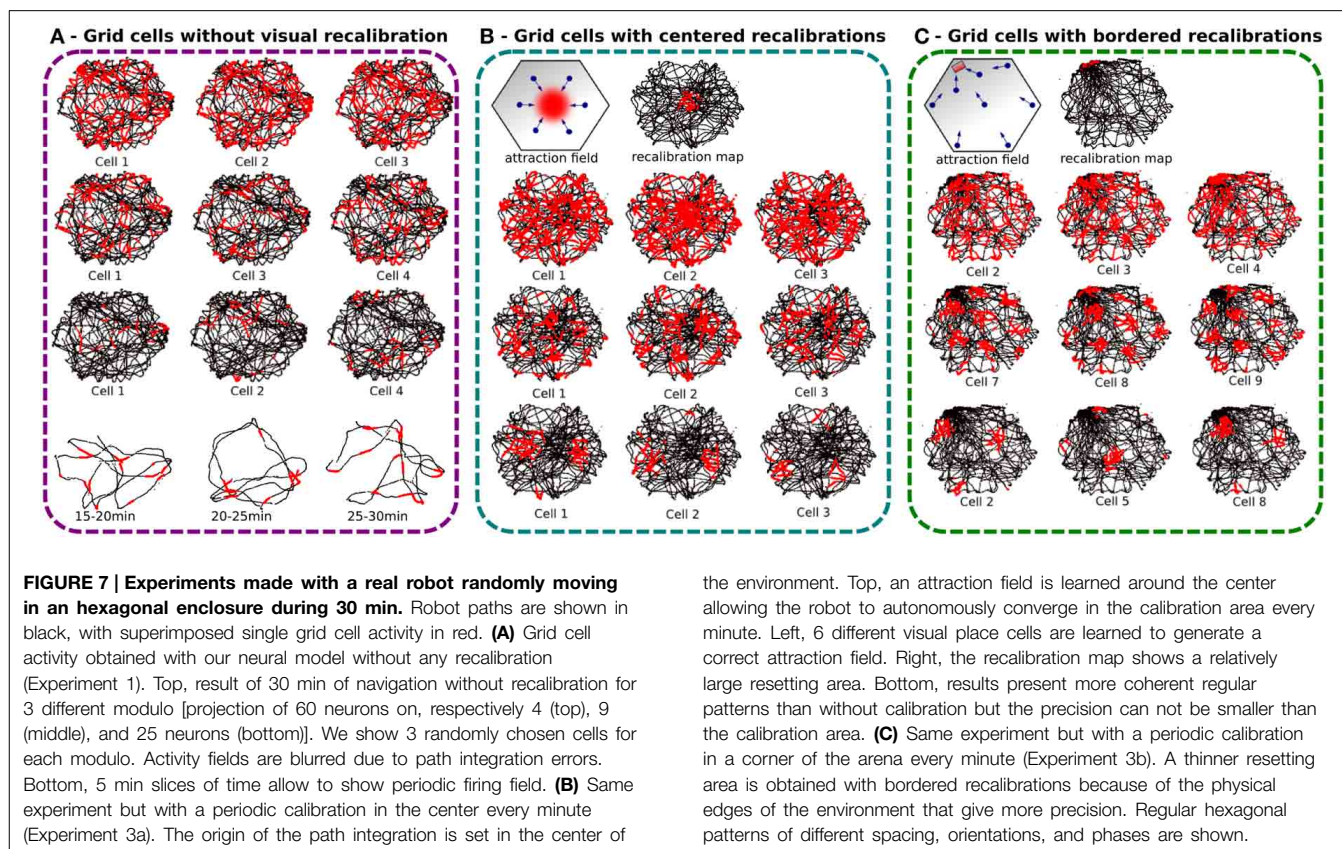 A - Grid cells without visual recalibration
Cell 1 Cell 2 Cell 3
Cell 1 Cell 3 Cell 4
Cell 1 Cell 2 Cell 4
15-20min 20-25min 25-30min
B - Grid cells with centered recalibrations
attraction field recalibration map
Cell 1 Cell 2 Cell 3
Cell 1 Cell 2 Cell 3
Cell 1 Cell 2 Cell 3
C - Grid cells with bordered recalibrations
attraction field recalibration map
Cell 2 Cell 3 Cell 4
Cell 7 Cell 8 Cell 9
Cell 2 Cell 5 Cell 8
FIGURE 7 | Experiments made with a real robot randomly moving
in an hexagonal enclosure during 30 min. Robot paths are shown in
black, with superimposed single grid cell activity in red. (A) Grid cell
activity obtained with our neural model without any recalibration
(Experiment 1). Top, result of 30 min of navigation without recalibration for
3 different modulo [projection of 60 neurons on, respectively 4 (top), 9
(middle), and 25 neurons (bottom)]. We show 3 randomly chosen cells for
each modulo. Activity fields are blurred due to path integration errors.
Bottom, 5 min slices of time allow to show periodic firing field. (B) Same
experiment but with a periodic calibration in the center every minute
(Experiment 3a). The origin of the path integration is set in the center of
the environment. Top, an attraction field is learned around the center
allowing the robot to autonomously converge in the calibration area every
minute. Left, 6 different visual place cells are learned to generate a
correct attraction field. Right, the recalibration map shows a relatively
large resetting area. Bottom, results present more coherent regular
patterns than without calibration but the precision can not be smaller than
the calibration area. (C) Same experiment but with a periodic calibration
in a corner of the arena every minute (Experiment 3b). A thinner resetting
area is obtained with bordered recalibrations because of the physical
edges of the environment that give more precision. Regular hexagonal
patterns of different spacing, orientations, and phases are shown.